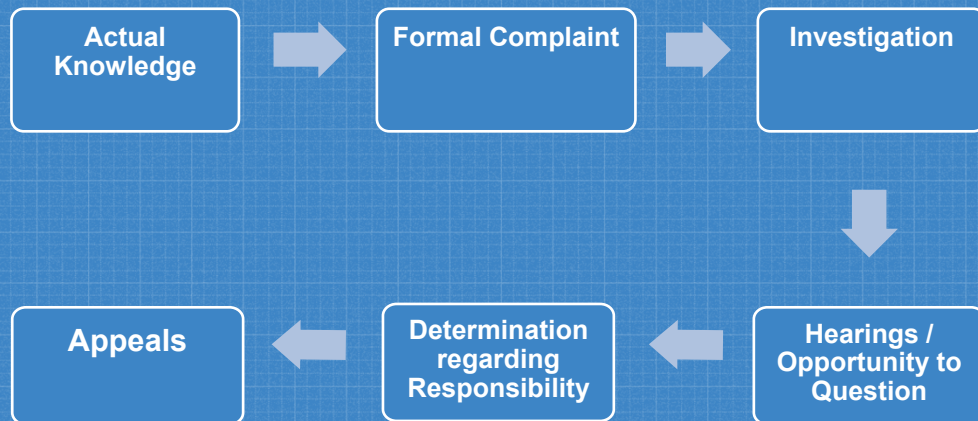 Actual
Knowledge
Formal Complaint
Investigation
Hearings /
Opportunity to
Question
Determination
regarding
Responsibility
Appeals